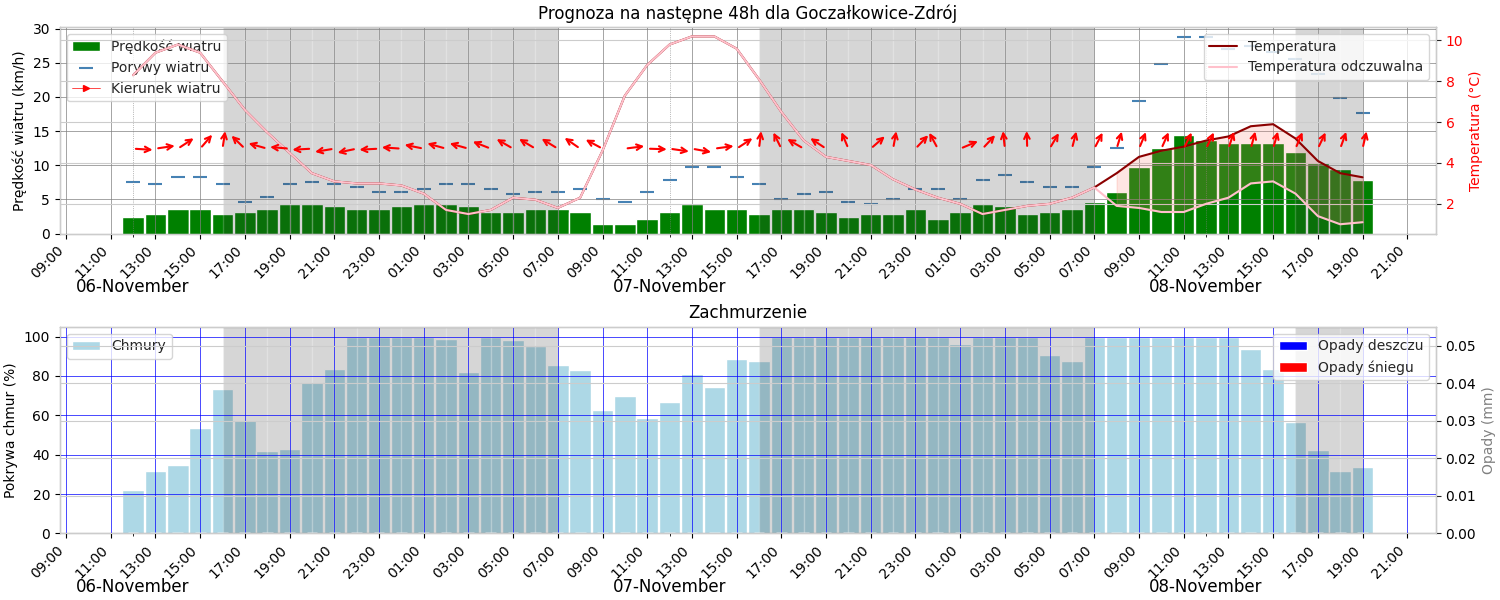 Prognoza na następne 48h dla Goczałkowice-Zdrój
Prędkość wiatru (km/h)
30
25
20
15
10
5
0
Prędkość wiatru
Porywy wiatru
Kierunek wiatru
Temperatura
Temperatura odczuwalna
10
8
6
4
2
Temperatura (°C)
09:00 11:00 13:00 15:00 17:00 19:00 21:00 23:00 01:00 03:00 05:00 07:00 09:00 11:00 13:00 15:00 17:00 19:00 21:00 23:00 01:00 03:00 05:00 07:00 09:00 11:00 13:00 15:00 17:00 19:00 21:00
06-November 07-November 08-November
Zachmurzenie
Pokrywa chmur (%)
100
80
60
40
20
0
Chmury
Opady deszczu
Opady śniegu
0.05
0.04
0.03
0.02
0.01
0.00
Opady (mm)
09:00 11:00 13:00 15:00 17:00 19:00 21:00 23:00 01:00 03:00 05:00 07:00 09:00 11:00 13:00 15:00 17:00 19:00 21:00 23:00 01:00 03:00 05:00 07:00 09:00 11:00 13:00 15:00 17:00 19:00 21:00
06-November 07-November 08-November